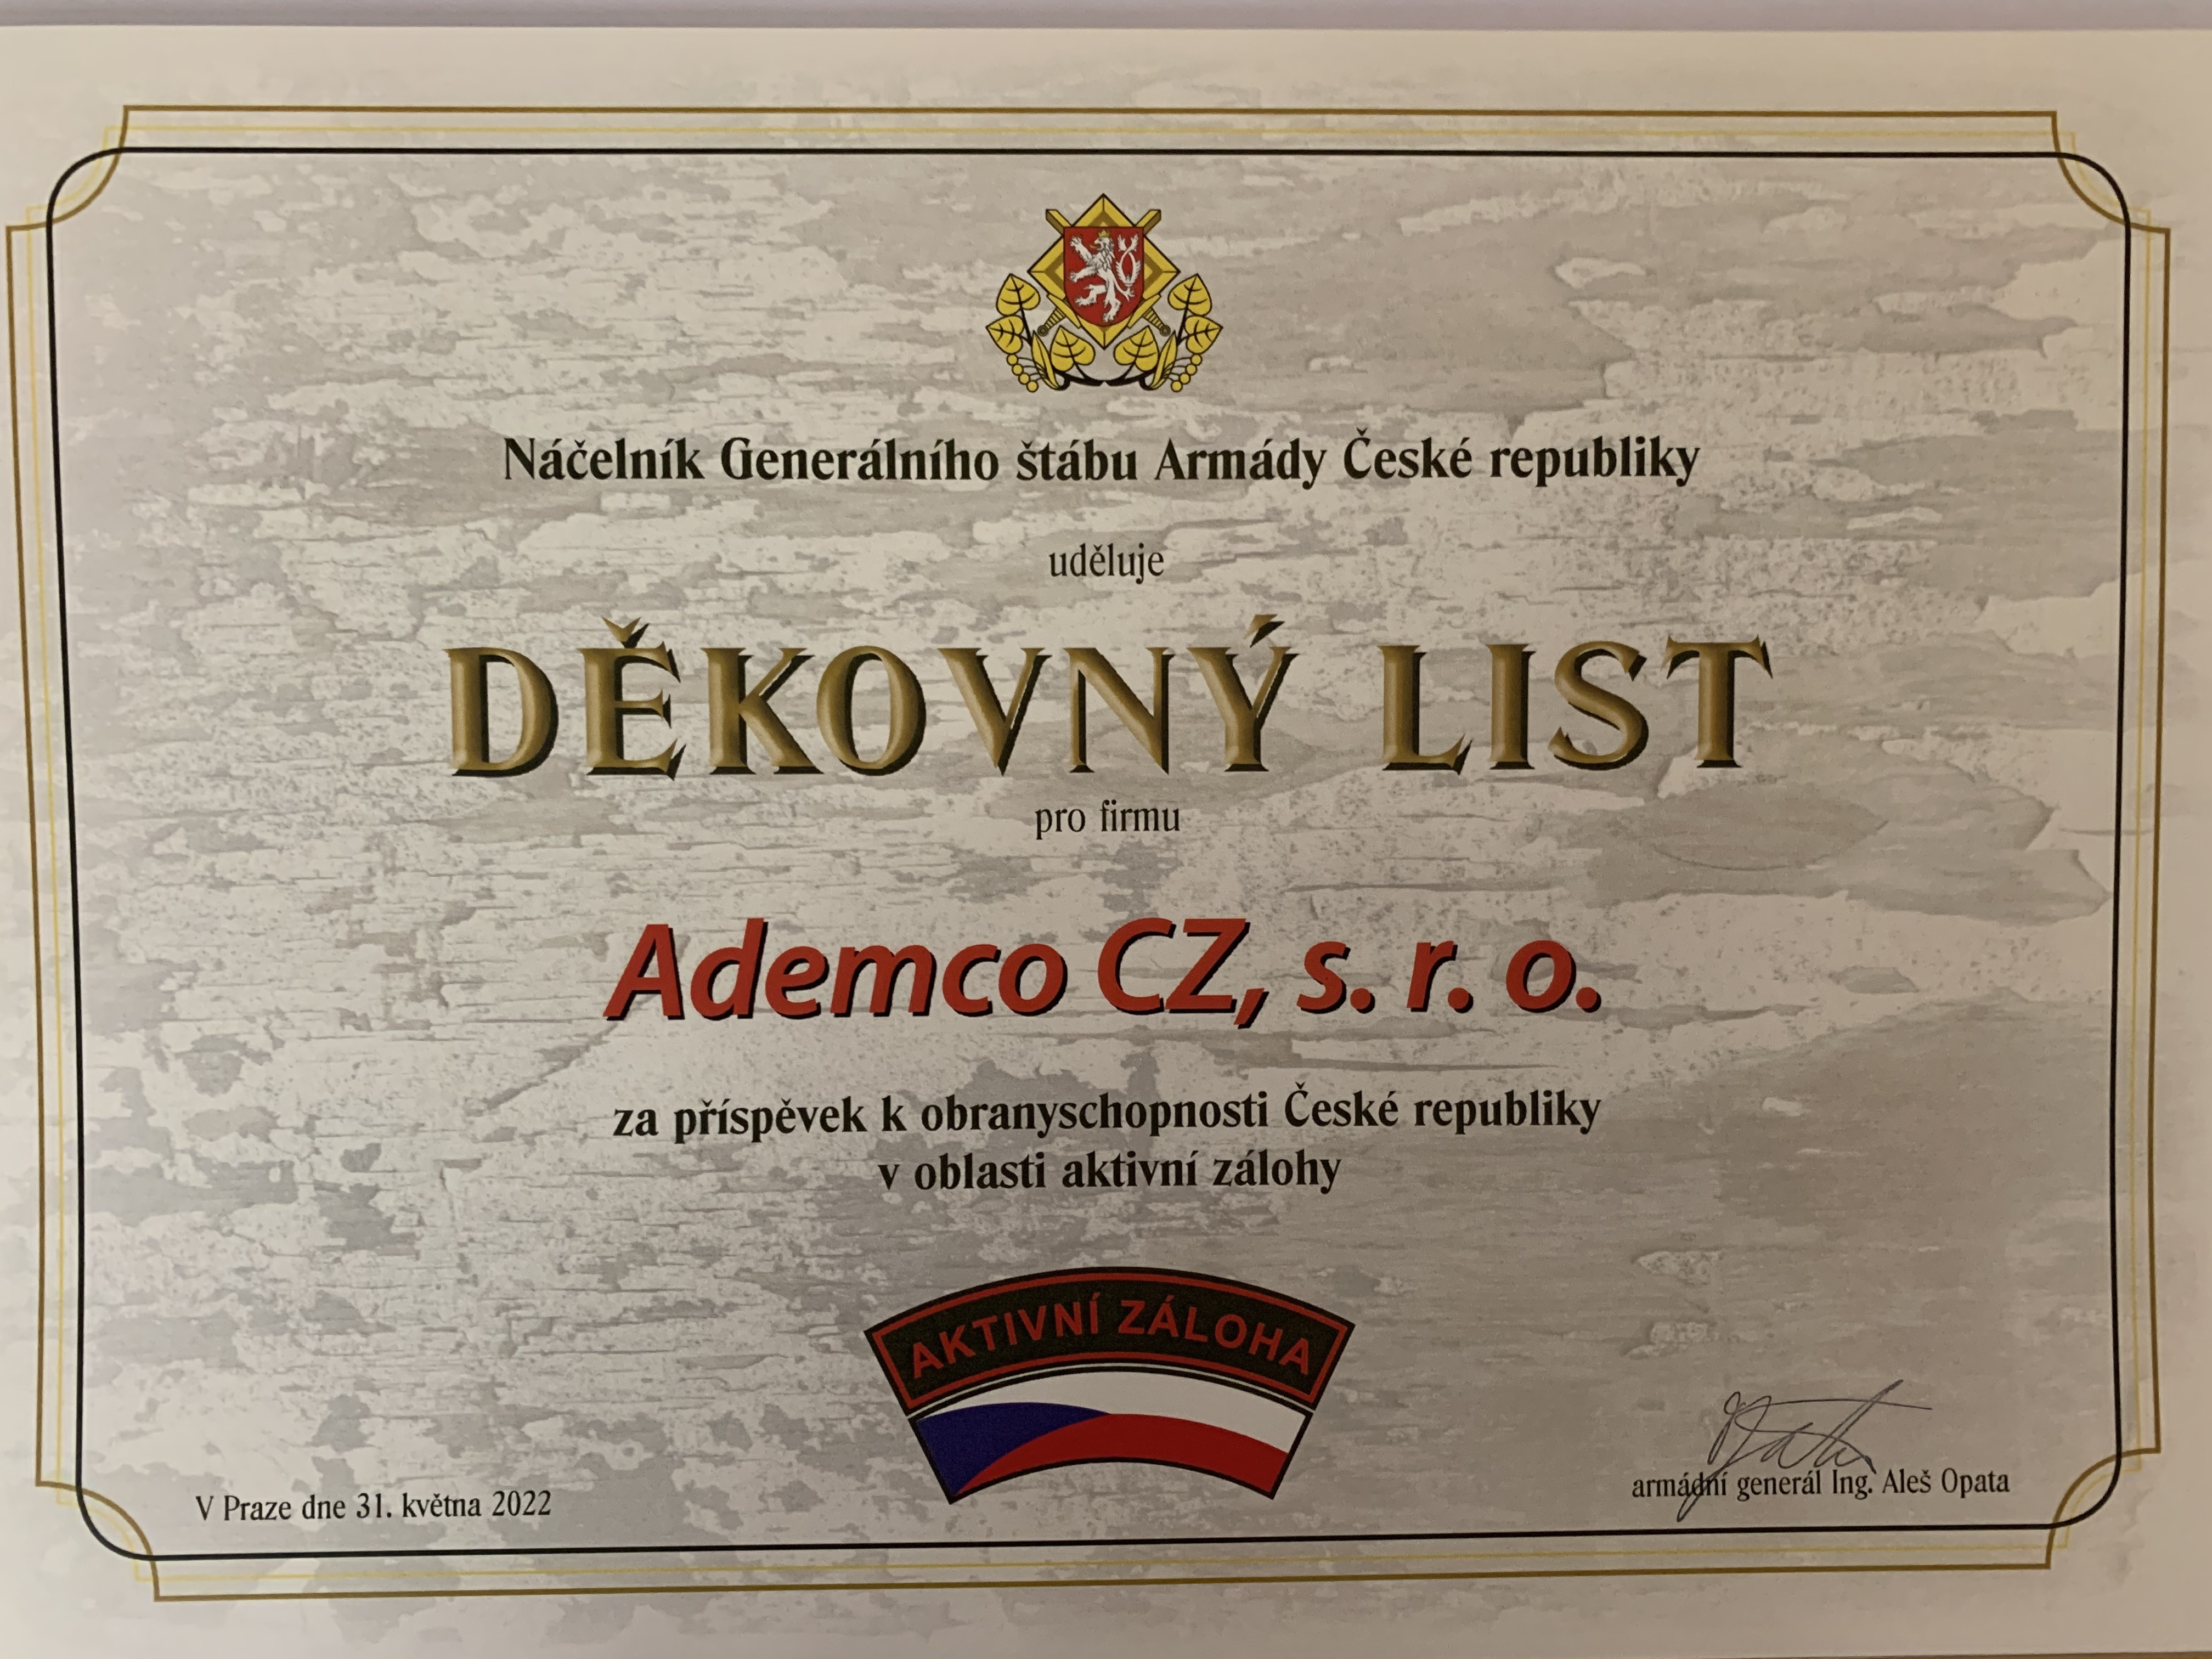 Náčelník Generálního štábu Armády České republiky
uděluje
DĚKOVNÝ LIST
pro firmu
Ademco CZ, s. r. o.
za příspěvek k obranyschopnosti České republiky
v oblasti aktivní zálohy
AKTIVNÍ ZÁLOHA
V Praze dne 31. května 2022
armádní generál Ing. Aleš Opata